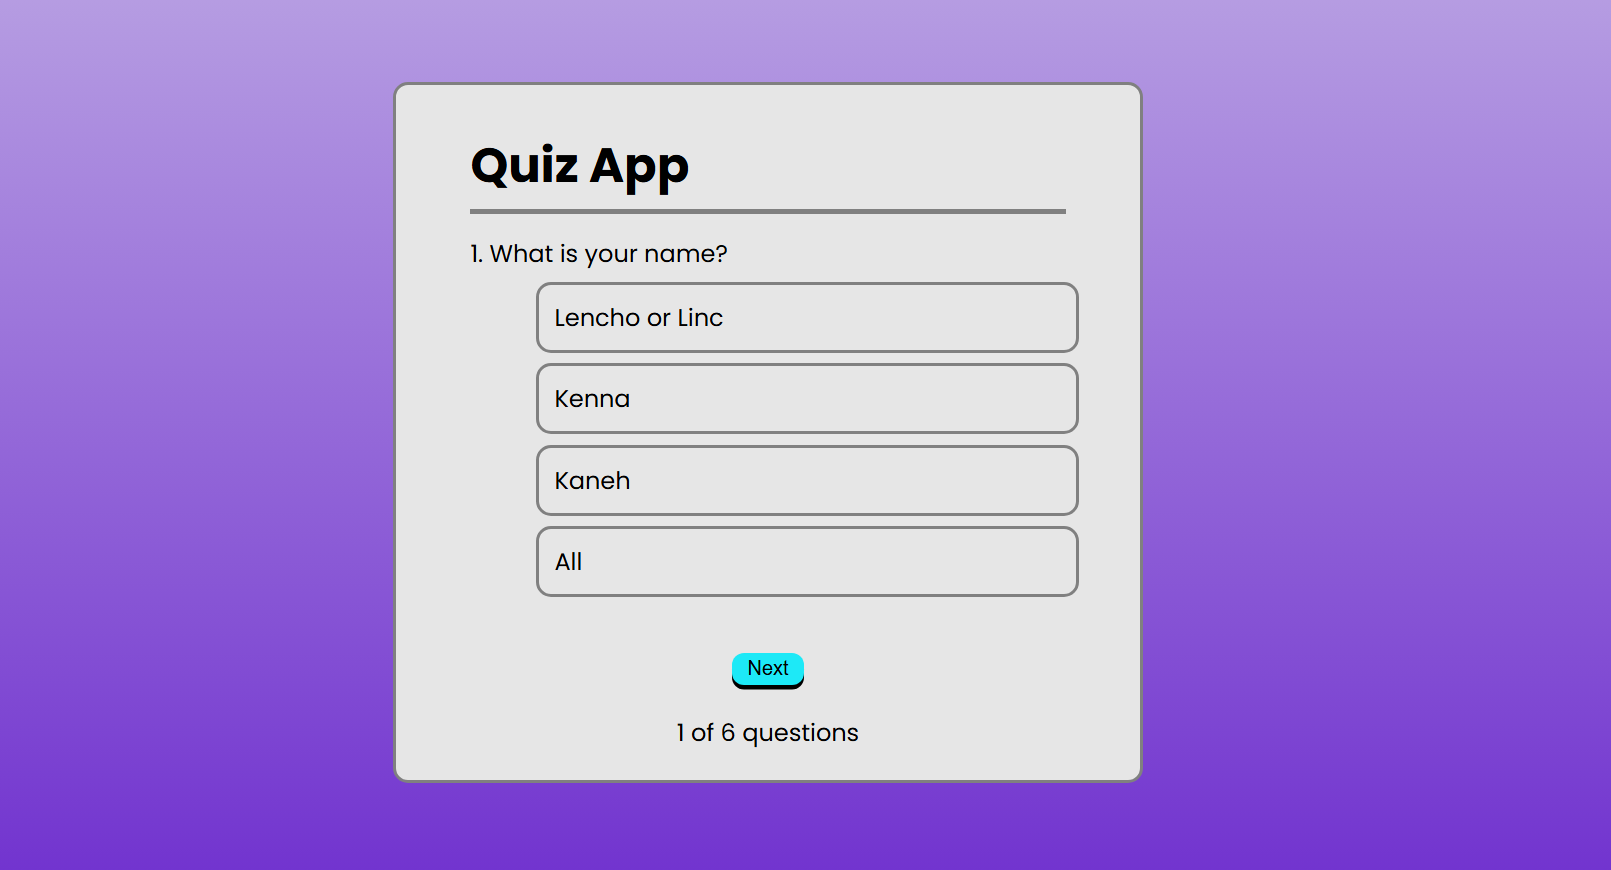 Quiz App
1. What is your name?
Lencho or Linc
Kenna
Kaneh
All
Next
1 of 6 questions